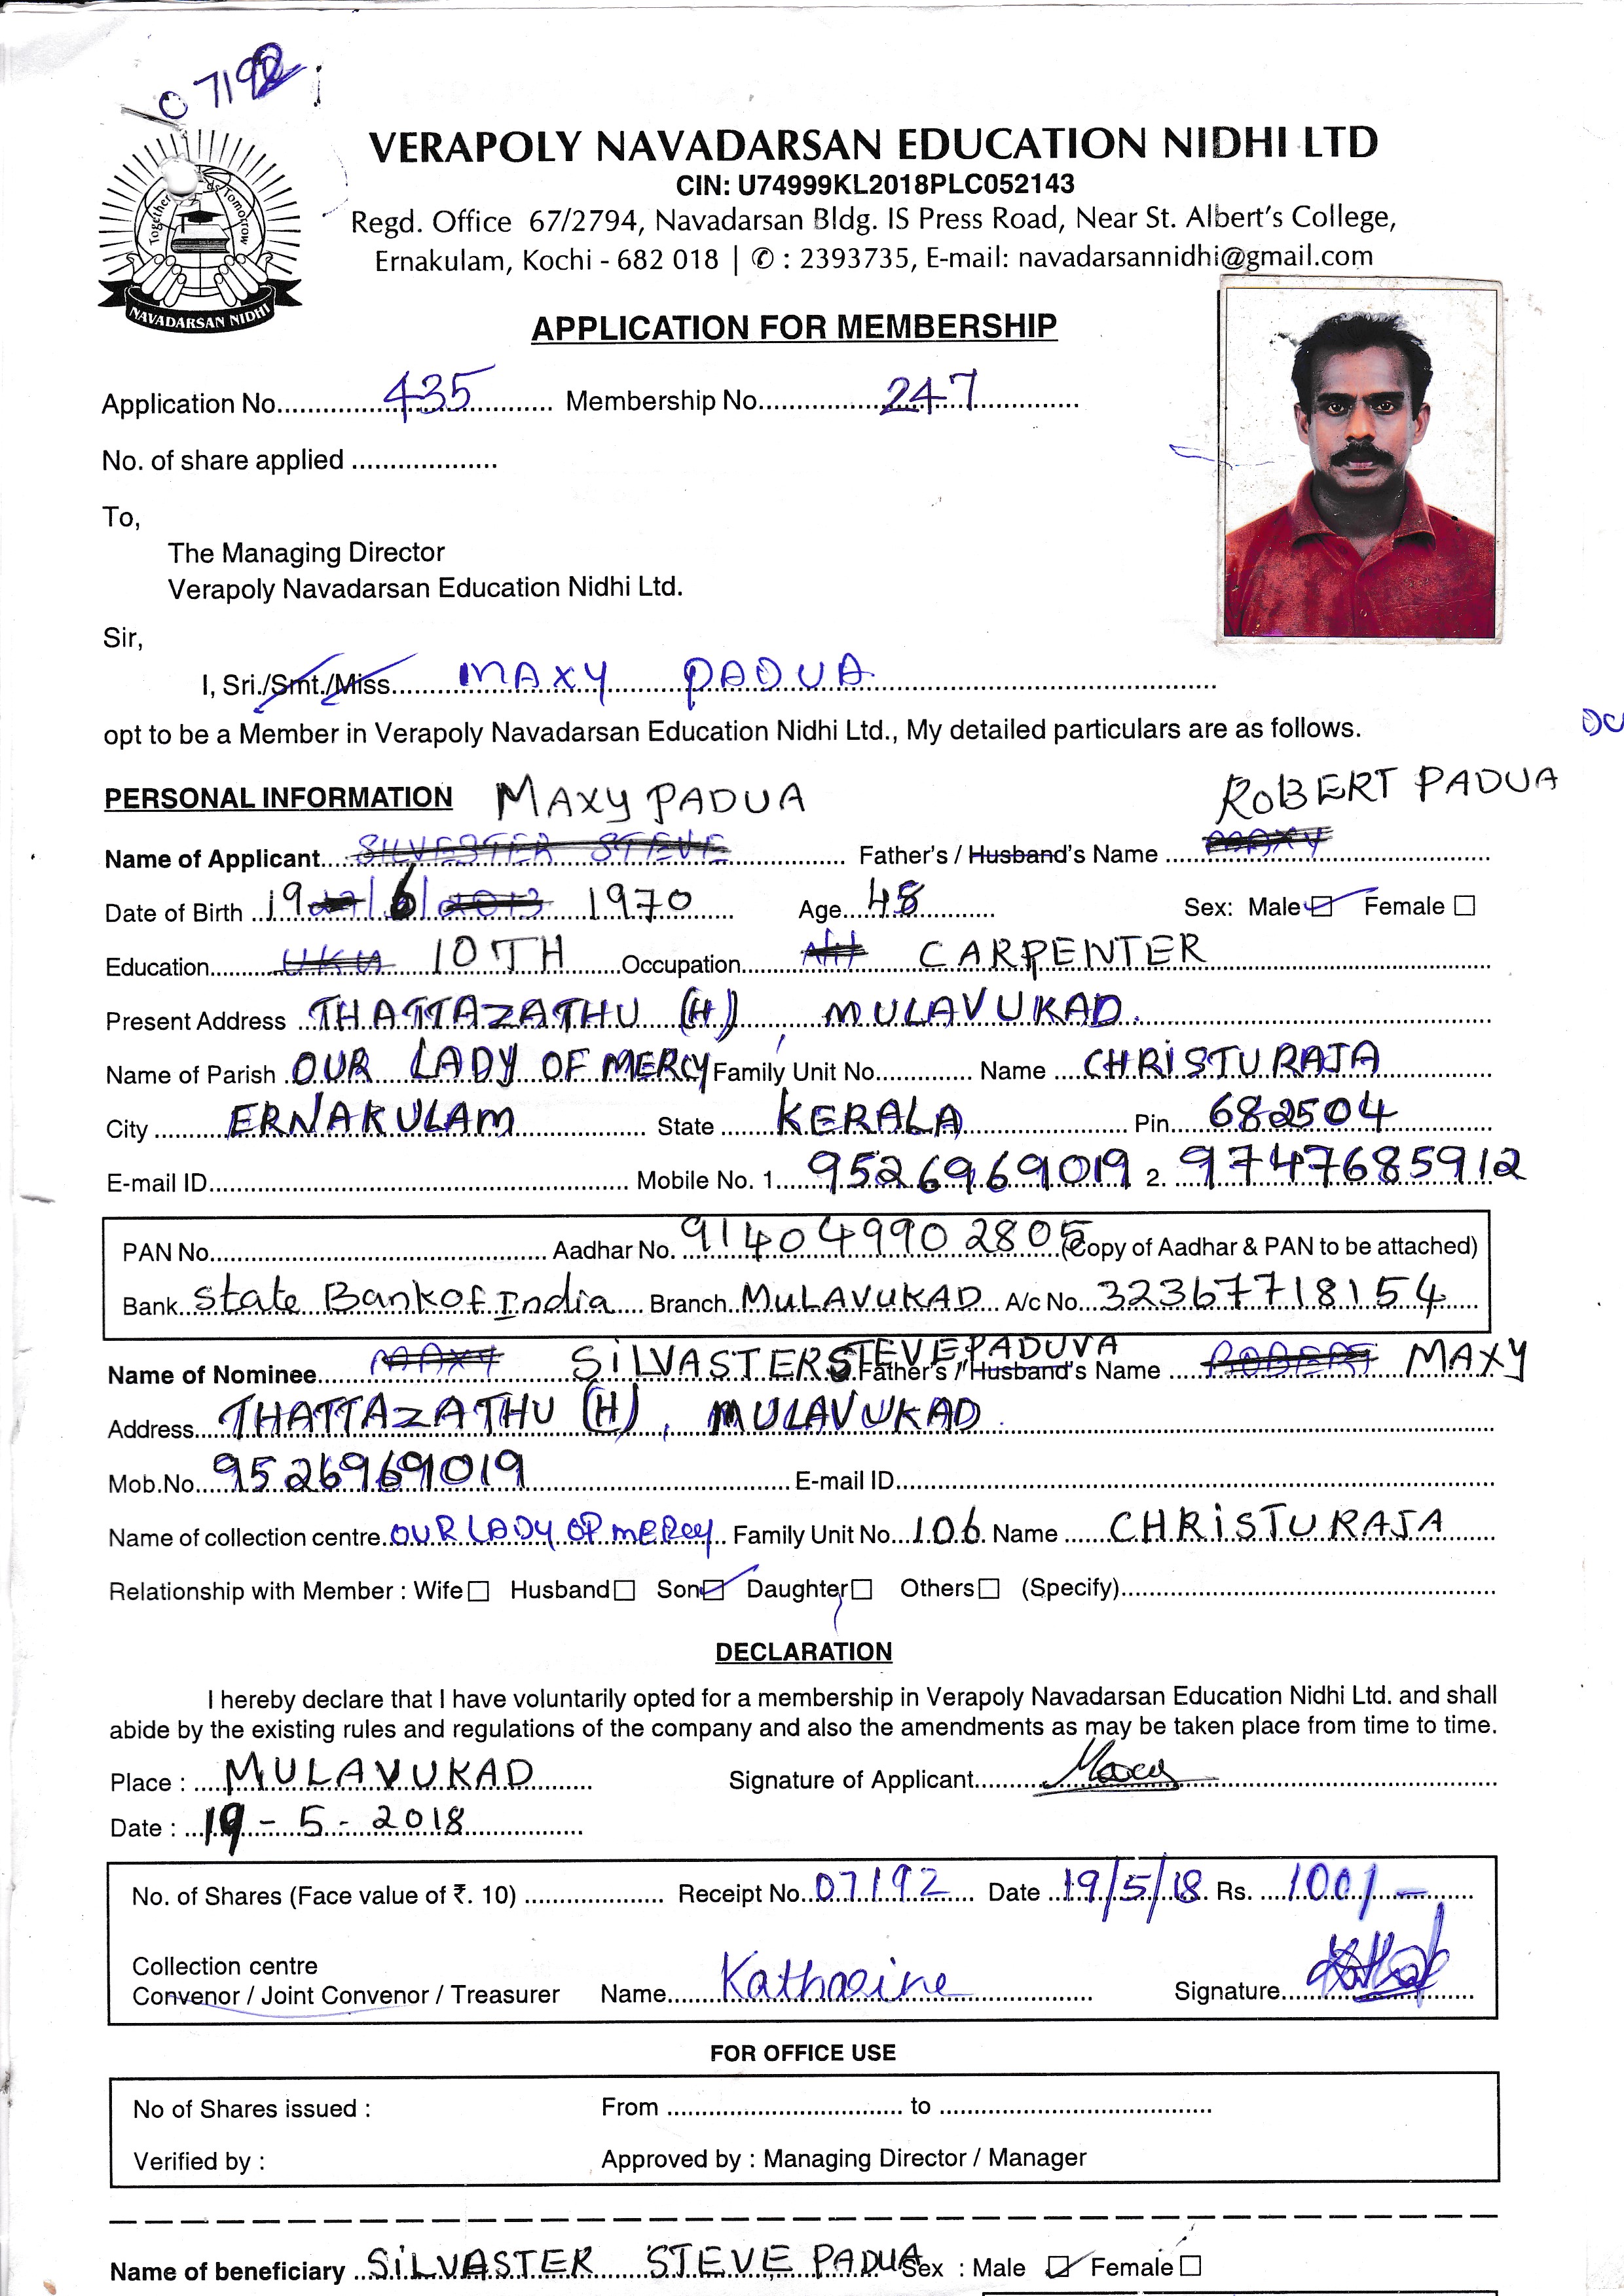 07192
Together Towards Tomorrow
NAVADARSAN NIDHI
VERAPOLY NAVADARSAN EDUCATION NIDHI LTD
CIN: U74999KL2018PLC052143
Regd. Office 67/2794, Navadarsan Bldg. IS Press Road, Near St. Albert's College,
Ernakulam, Kochi - 682 018 | ✆ : 2393735, E-mail: navadarsannidhi@gmail.com
APPLICATION FOR MEMBERSHIP
Application No. 435 Membership No. 247
No. of share applied
To,
The Managing Director
Verapoly Navadarsan Education Nidhi Ltd.
Sir,
I, Sri./Smt./Miss. MAXY PADUA
opt to be a Member in Verapoly Navadarsan Education Nidhi Ltd., My detailed particulars are as follows.
PERSONAL INFORMATION MAXY PADUA ROBERT PADUA
Name of Applicant SILVESTER STEVE Father's / Husband's Name MAXY
Date of Birth 19/6/ 1970 Age 48 Sex: Male ☑ Female ☐
Education UKG 10TH Occupation CARPENTER
Present Address THATTAZATHU (H), MULAVUKAD.
Name of Parish OUR LADY OF MERCY Family Unit No. Name CHRISTU RAJA
City ERNAKULAM State KERALA Pin 682504
E-mail ID Mobile No. 1. 9526969019 2. 9747685912
PAN No. Aadhar No. 914049902805 (Copy of Aadhar & PAN to be attached)
Bank State Bank of India Branch MULAVUKAD A/c No. 32367718154
Name of Nominee MAXY SILVASTER STEVE PADUVA Father's / Husband's Name ROBERT MAXY
Address THATTAZATHU (H), MULAVUKAD.
Mob.No. 9526969019 E-mail ID
Name of collection centre OUR LADY OF MERCY Family Unit No. 106 Name CHRISTU RAJA
Relationship with Member : Wife ☐ Husband ☐ Son ☑ Daughter ☐ Others ☐ (Specify)
DECLARATION
I hereby declare that I have voluntarily opted for a membership in Verapoly Navadarsan Education Nidhi Ltd. and shall
abide by the existing rules and regulations of the company and also the amendments as may be taken place from time to time.
Place : MULAVUKAD Signature of Applicant Maxy
Date : 19 - 5 - 2018
No. of Shares (Face value of ₹. 10) Receipt No. 07192 Date 19/5/18 Rs. 100/-
Collection centre
Convenor / Joint Convenor / Treasurer Name Katharine Signature
FOR OFFICE USE
No of Shares issued : From to
Verified by : Approved by : Managing Director / Manager
Name of beneficiary SILVASTER STEVE PADUA Sex : Male ☑ Female ☐